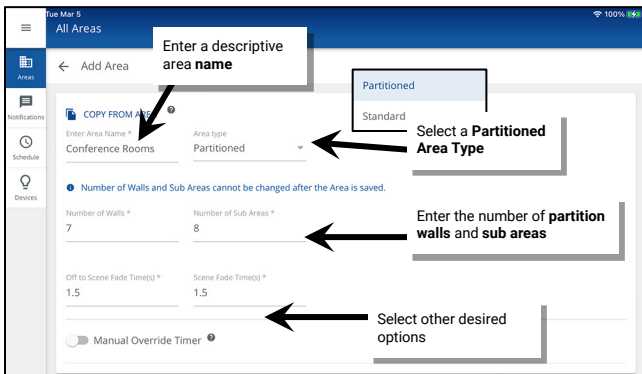 Tue Mar 5
100%
All Areas
Enter a descriptive
area name
Areas
Add Area
Partitioned
Standard
Notifications
COPY FROM ARE
Enter Area Name *
Area type
Conference Rooms
Partitioned
Select a Partitioned
Area Type
Schedule
Number of Walls and Sub Areas cannot be changed after the Area is saved.
Devices
Number of Walls *
Number of Sub Areas *
7
8
Enter the number of partition
walls and sub areas
Off to Scene Fade Time(s) *
Scene Fade Time(s) *
1.5
1.5
Select other desired
options
Manual Override Timer